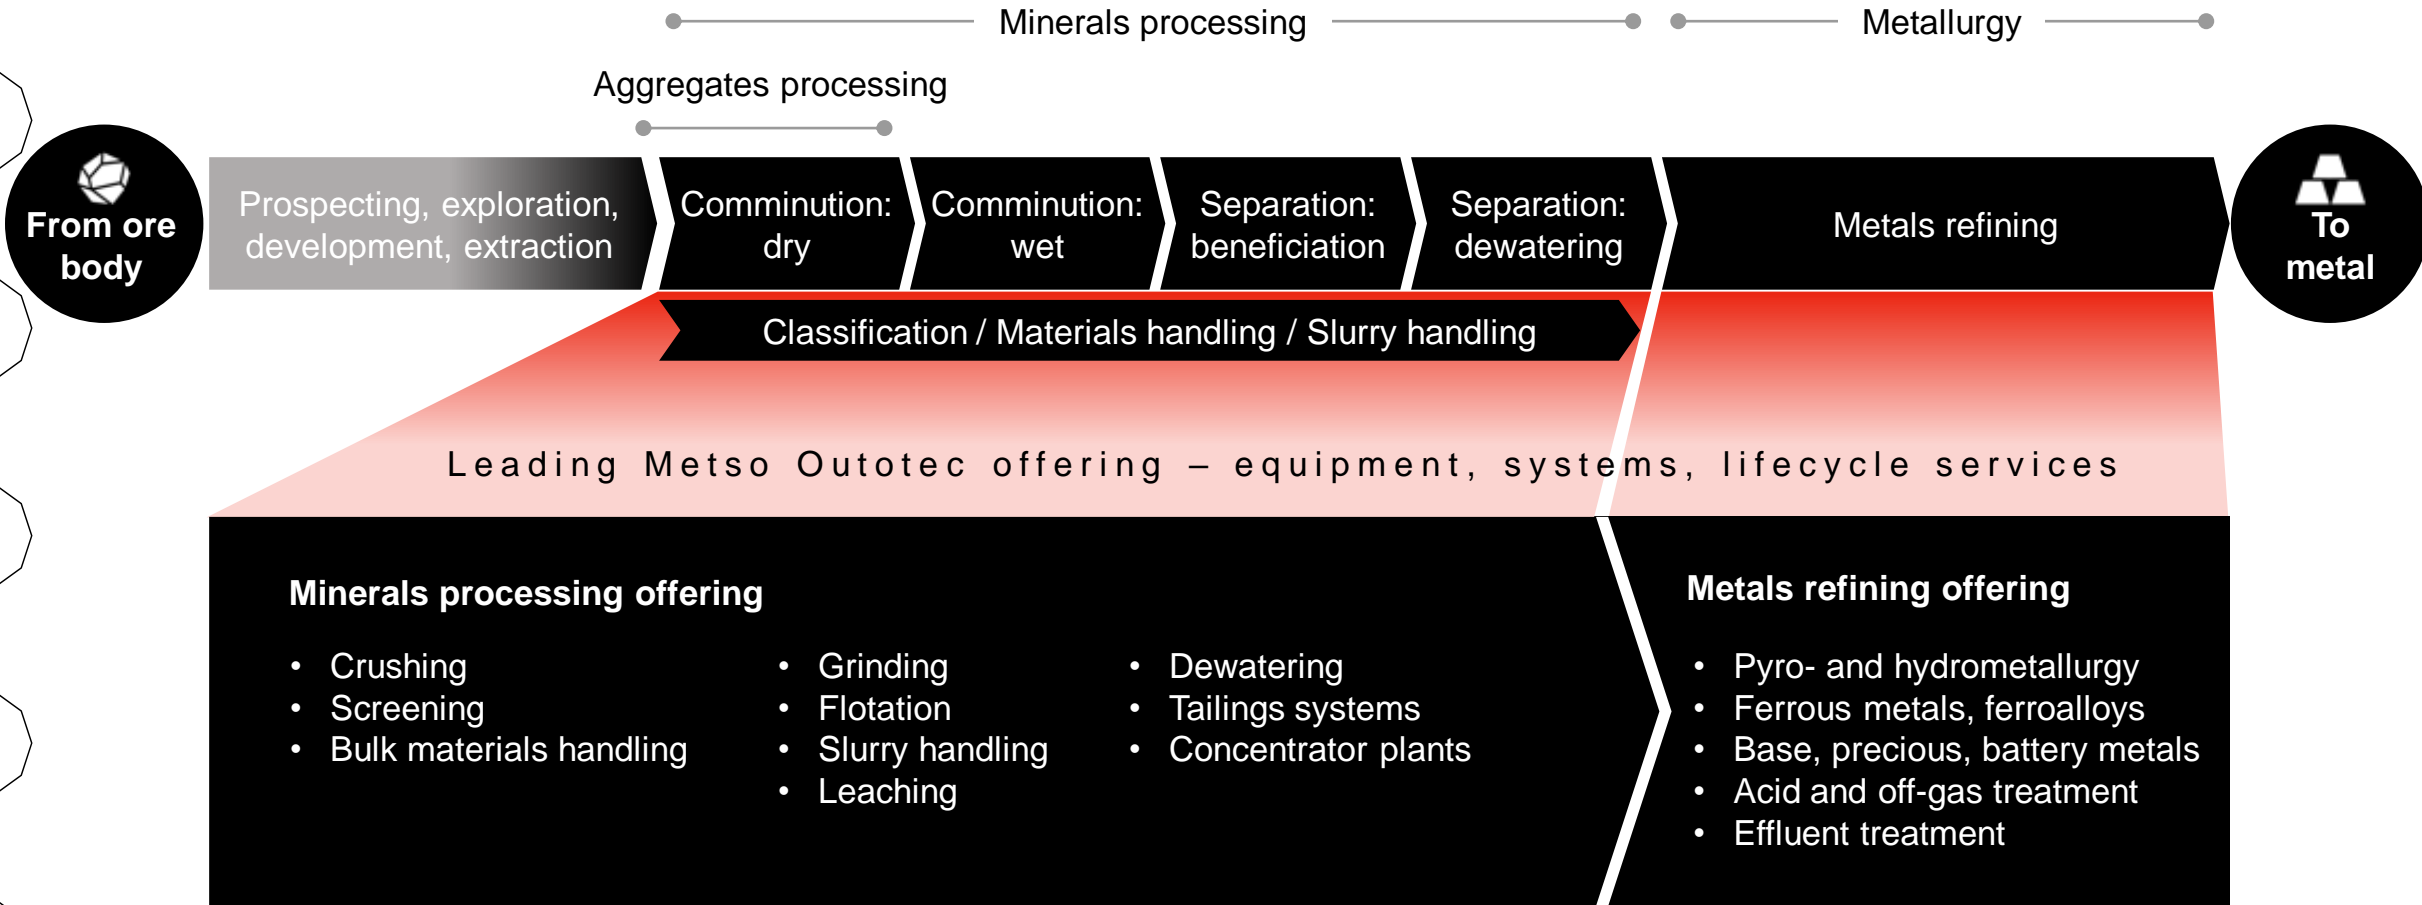 Minerals processing
Metallurgy
Aggregates processing
From ore
body
Prospecting, exploration,
development, extraction
Comminution:
dry
Comminution:
wet
Separation:
beneficiation
Separation:
dewatering
Metals refining
To
metal
Classification / Materials handling / Slurry handling
Leading Metso Outotec offering – equipment, systems, lifecycle services
Minerals processing offering
• Crushing
• Screening
• Bulk materials handling
• Grinding
• Flotation
• Slurry handling
• Leaching
• Dewatering
• Tailings systems
• Concentrator plants
Metals refining offering
• Pyro- and hydrometallurgy
• Ferrous metals, ferroalloys
• Base, precious, battery metals
• Acid and off-gas treatment
• Effluent treatment